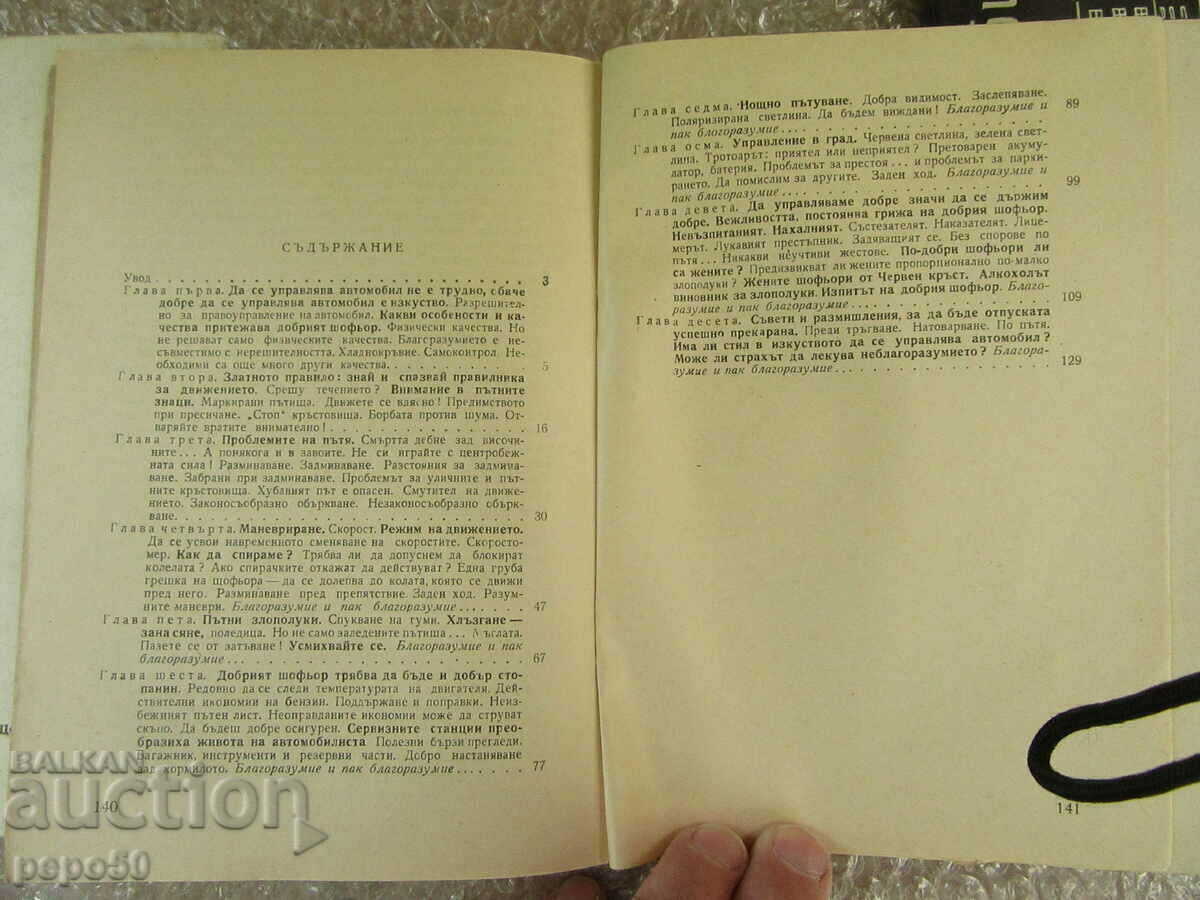 СЪДЪРЖАНИЕ
Увод . . . . . . . . . . . . . . . . . . . . . . . . . . 3
Глава първа. Да се управлява автомобил не е трудно, обаче
добре да се управлява автомобил е изкуство. Разрешително
за правоуправление на автомобил. Какви особености и ка-
чества притежава добрият шофьор. Физически качества. Но
не решават само физическите качества. Благоразумието е не-
съвместимо с нерешителността. Хладнокръвие. Самоконтрол. Не-
обходими са още много други качества. . . . . . . . . . . . 5
Глава втора. Златното правило: знай и спазвай правилника
за движението. Срещу течението? Внимание в пътните
знаци. Маркирани пътища. Движете се вдясно! Предимството
при пресичане. „Стоп" кръстовища. Борбата против шума. От-
варяйте вратите внимателно! . . . . . . . . . . . . . . . 16
Глава трета. Проблемите на пътя. Смъртта дебне зад височи-
ните... А понякога и в завоите. Не си играйте с центробеж-
ната сила! Разминаване. Задминаване. Разстояния за задмина-
ване. Забрани при задминаване. Проблемът за уличните и път-
ните кръстовища. Хубавият път е опасен. Смутител на движе-
нието. Законосъобразно объркване. Незаконосъобразно обърк-
ване. . . . . . . . . . . . . . . . . . . . . . . . . 30
Глава четвърта. Маневриране. Скорост. Режим на движението.
Да се усвои навременното сменяване на скоростите. Скоросто-
мер. Как да спираме? Трябва ли да допуснем да блокират
колелата? Ако спирачките откажат да действуват? Една груба
грешка на шофьора — да се долепва до колата, която се движи
пред него. Разминаване пред препятствие. Заден ход. Разум-
ните маневри. Благоразумие и пак благоразумие . . . . . . . 47
Глава пета. Пътни злополуки. Спукване на гуми. Хлъзгане —
занасяне, поледица. Но не само заледените пътища... Мъглата.
Пазете се от затъване! Усмихвайте се. Благоразумие и пак
благоразумие . . . . . . . . . . . . . . . . . . . . . 67
Глава шеста. Добрият шофьор трябва да бъде и добър сто-
панин. Редовно да се следи температурата на двигателя. Дей-
ствителни икономии на бензин. Поддържане и поправки. Неиз-
бежният пътен лист. Неоправданите икономии може да струват
скъпо. Да бъдеш добре осигурен. Сервизните станции прео-
бразиха живота на автомобилиста Полезни бързи прегледи.
Багажник, инструменти и резервни части. Добро настаняване
зад кормилото. Благоразумие и пак благоразумие . . . . . . . 77
140
Глава седма. Нощно пътуване. Добра видимост. Заслепяване.
Поляризирана светлина. Да бъдем виждани! Благоразумие и
пак блогоразумие . . . . . . . . . . . . . . . . . . . 89
Глава осма. Управление в град. Червена светлина, зелена свет-
лина. Тротоарът: приятел или неприятел? Претоварен акуму-
латор, батерия. Проблемът за престоя... и проблемът за парки-
рането. Да помислим за другите. Заден ход. Благоразумие и
пак благоразумие . . . . . . . . . . . . . . . . . . . 99
Глава девета. Да управляваме добре значи да се държим
добре. Вежливостта, постоянна грижа на добрия шофьор.
Невъзпитаният. Нахалният. Състезателят. Наказателят. Лице-
мерът. Лукавият престъпник. Задяващият се. Без спорове по
пътя... Никакви неучтиви жестове. По-добри шофьори ли
са жените? Предизвикват ли жените пропорционално по-малко
злополуки? Жените шофьори от Червен кръст. Алкохолът
виновник за злополуки. Изпитът на добрия шофьор. Благо-
разумие и пак благоразумие . . . . . . . . . . . . . . . 109
Глава десета. Съвети и размишления, за да бъде отпуската
успешно прекарана. Преди тръгване. Натоварване. По пътя.
Има ли стил в изкуството да се управлява автомобил?
Може ли страхът да лекува неблагоразумието? Благора-
зумие и пак благоразумие . . . . . . . . . . . . . . . . 129
141
BALKAN
auction
pepo50